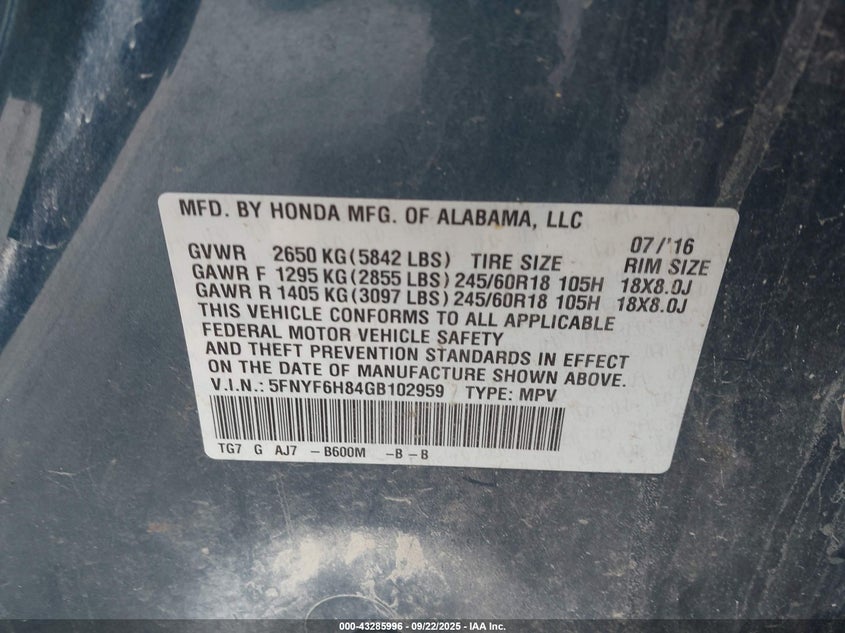 MFD. BY HONDA MFG. OF ALABAMA, LLC
07/'16
GVWR 2650 KG(5842 LBS) TIRE SIZE RIM SIZE
GAWR F 1295 KG(2855 LBS) 245/60R18 105H 18X8.0J
GAWR R 1405 KG(3097 LBS) 245/60R18 105H 18X8.0J
THIS VEHICLE CONFORMS TO ALL APPLICABLE
FEDERAL MOTOR VEHICLE SAFETY
AND THEFT PREVENTION STANDARDS IN EFFECT
ON THE DATE OF MANUFACTURE SHOWN ABOVE.
V.I.N.: 5FNYF6H84GB102959 TYPE: MPV
TG7 G AJ7 -B600M -B-B
000-43285996 - 09/22/2025 - IAA Inc.